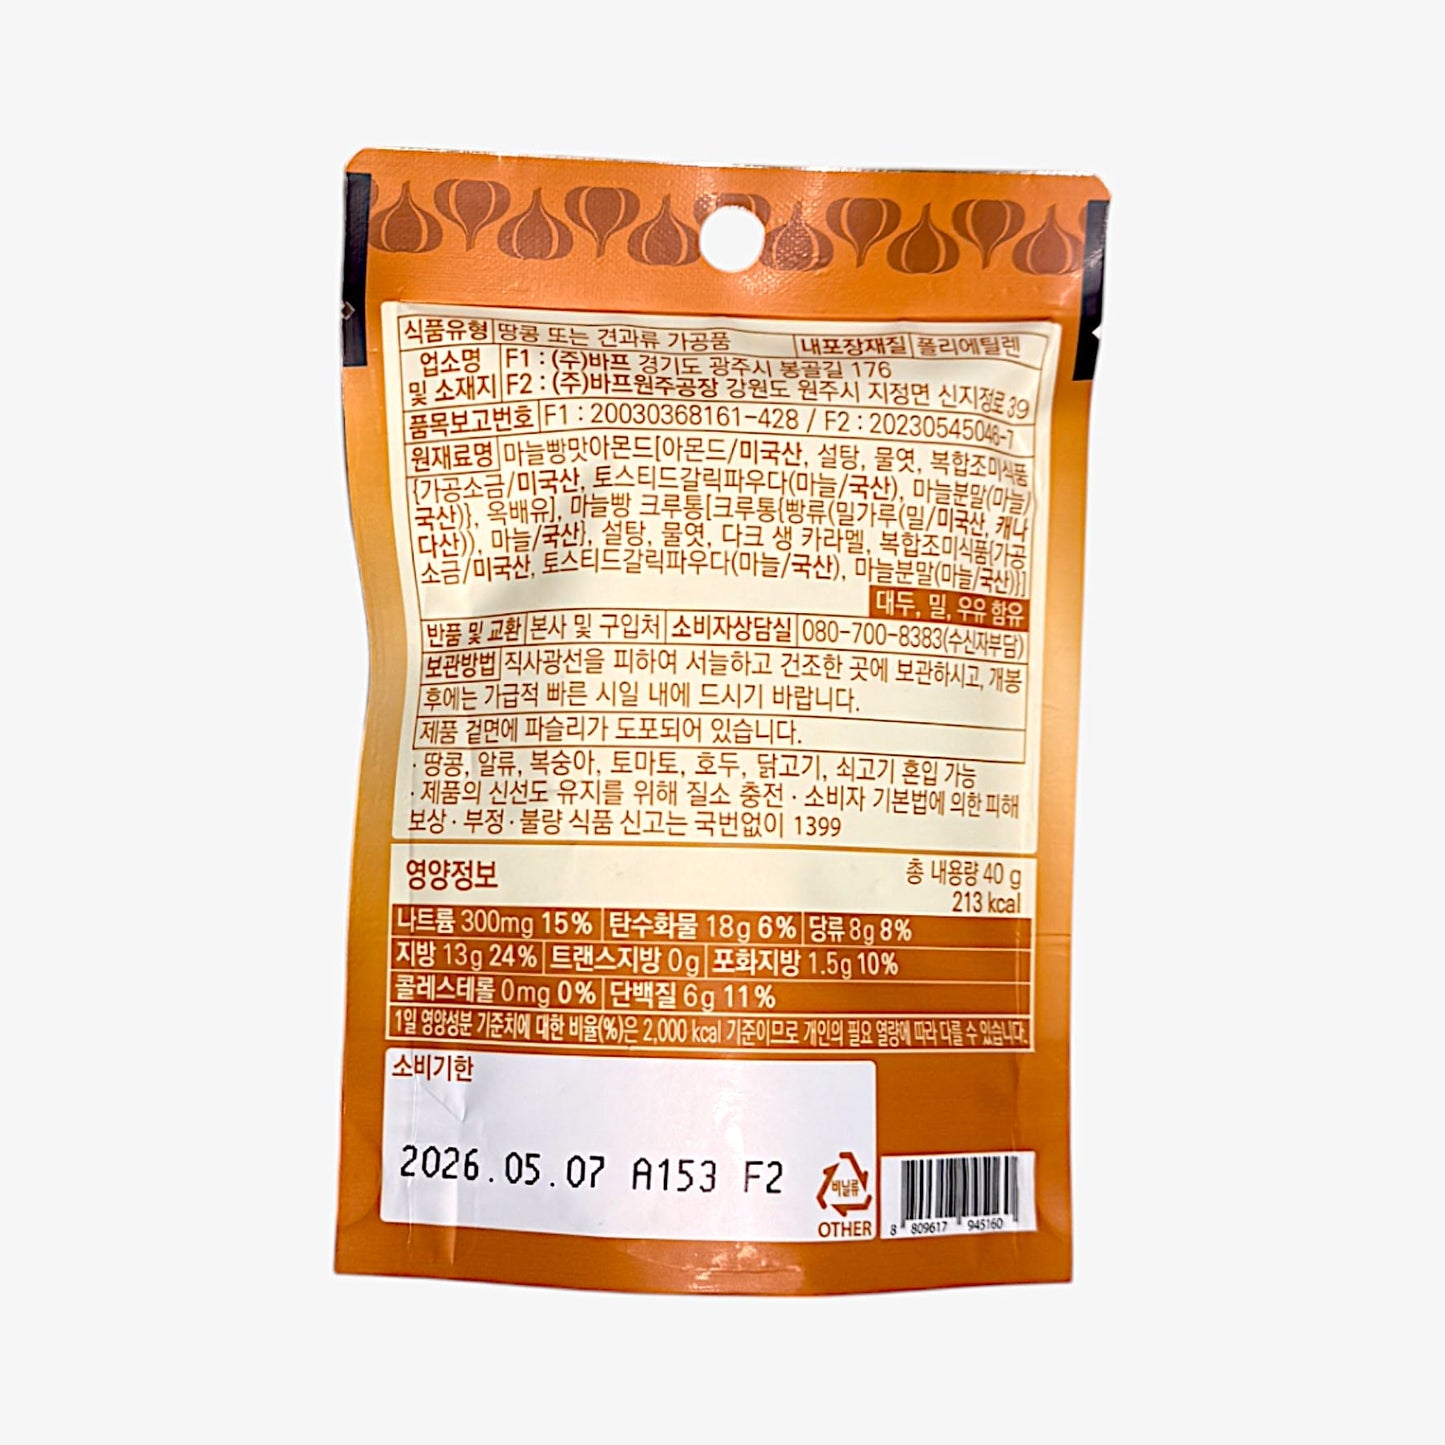 식품유형 땅콩 또는 견과류 가공품 내포장재질 폴리에틸렌
업소명 및 소재지 F1 : (주)바프 경기도 광주시 봉골길 176
F2 : (주)바프원주공장 강원도 원주시 지정면 신지정로 39
품목보고번호 F1 : 20030368161-428 / F2 : 20230545046-7
원재료명 마늘빵맛아몬드[아몬드/미국산, 설탕, 물엿, 복합조미식품
{가공소금/미국산, 토스티드갈릭파우다(마늘/국산), 마늘분말(마늘/
국산)}, 옥배유], 마늘빵 크루통[크루통{빵류(밀가루(밀/미국산, 캐나
다산)), 마늘/국산}, 설탕, 물엿, 다크 생 카라멜, 복합조미식품{가공
소금/미국산, 토스티드갈릭파우다(마늘/국산), 마늘분말(마늘/국산)}]
대두, 밀, 우유 함유
반품 및 교환 본사 및 구입처 소비자상담실 080-700-8383(수신자부담)
보관방법 직사광선을 피하여 서늘하고 건조한 곳에 보관하시고, 개봉
후에는 가급적 빠른 시일 내에 드시기 바랍니다.
제품 겉면에 파슬리가 도포되어 있습니다.
· 땅콩, 알류, 복숭아, 토마토, 호두, 닭고기, 쇠고기 혼입 가능
· 제품의 신선도 유지를 위해 질소 충전 · 소비자 기본법에 의한 피해
보상 · 부정 · 불량 식품 신고는 국번없이 1399
영양정보 총 내용량 40 g
213 kcal
나트륨 300mg 15% 탄수화물 18g 6% 당류 8g 8%
지방 13g 24% 트랜스지방 0g 포화지방 1.5g 10%
콜레스테롤 0mg 0% 단백질 6g 11%
1일 영양성분 기준치에 대한 비율(%)은 2,000 kcal 기준이므로 개인의 필요 열량에 따라 다를 수 있습니다.
소비기한
2026.05.07 A153 F2
비닐류
OTHER
8 809617 945160